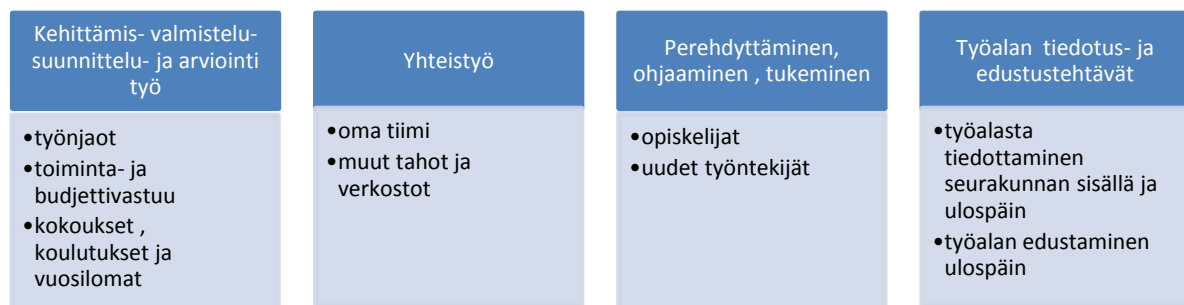 Kehittämis- valmistelu-
suunnittelu- ja arviointi
työ
•työnjaot
•toiminta- ja
budjettivastuu
•kokoukset ,
koulutukset ja
vuosilomat
Yhteistyö
•oma tiimi
•muut tahot ja
verkostot
Perehdyttäminen,
ohjaaminen , tukeminen
•opiskelijat
•uudet työntekijät
Työalan tiedotus- ja
edustustehtävät
•työalasta
tiedottaminen
seurakunnan sisällä ja
ulospäin
•työalan edustaminen
ulospäin